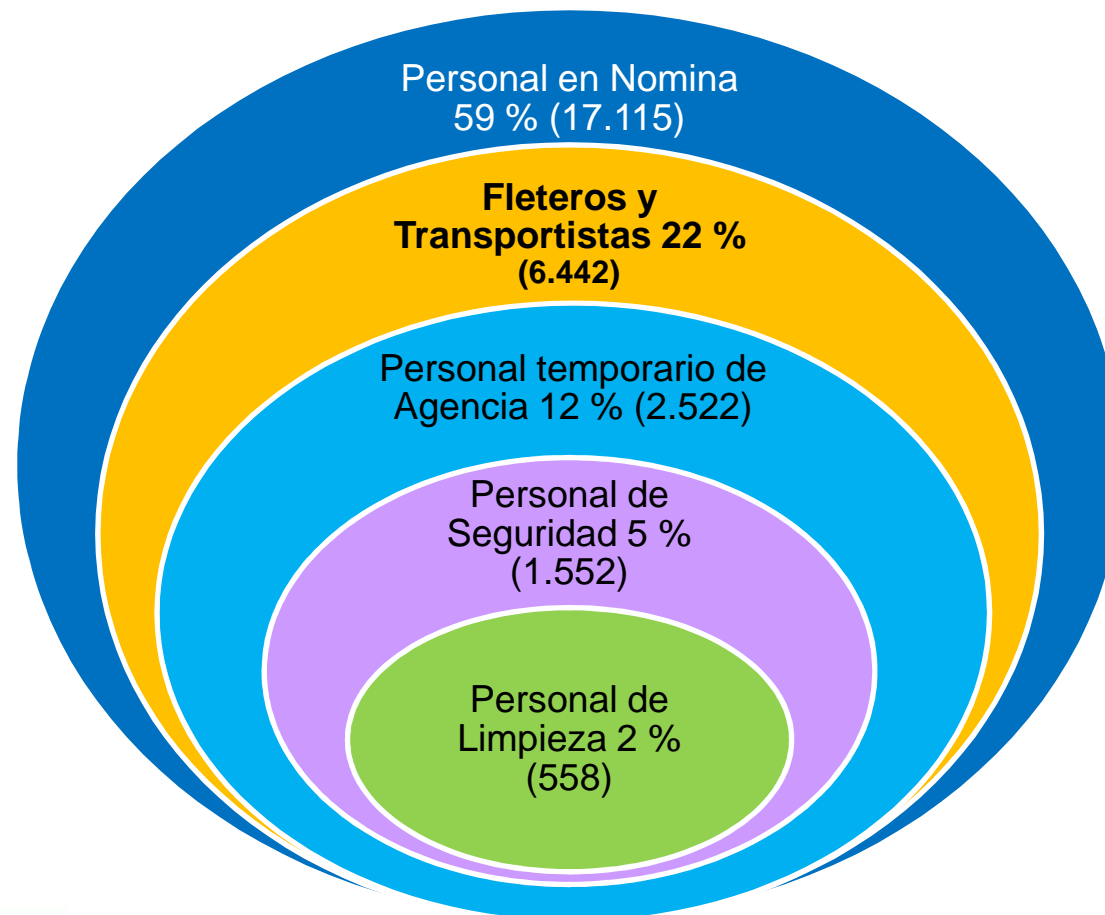 Personal en Nomina
59 % (17.115)
Fleteros y
Transportistas 22 %
(6.442)
Personal temporario de
Agencia 12 % (2.522)
Personal de
Seguridad 5 %
(1.552)
Personal de
Limpieza 2 %
(558)